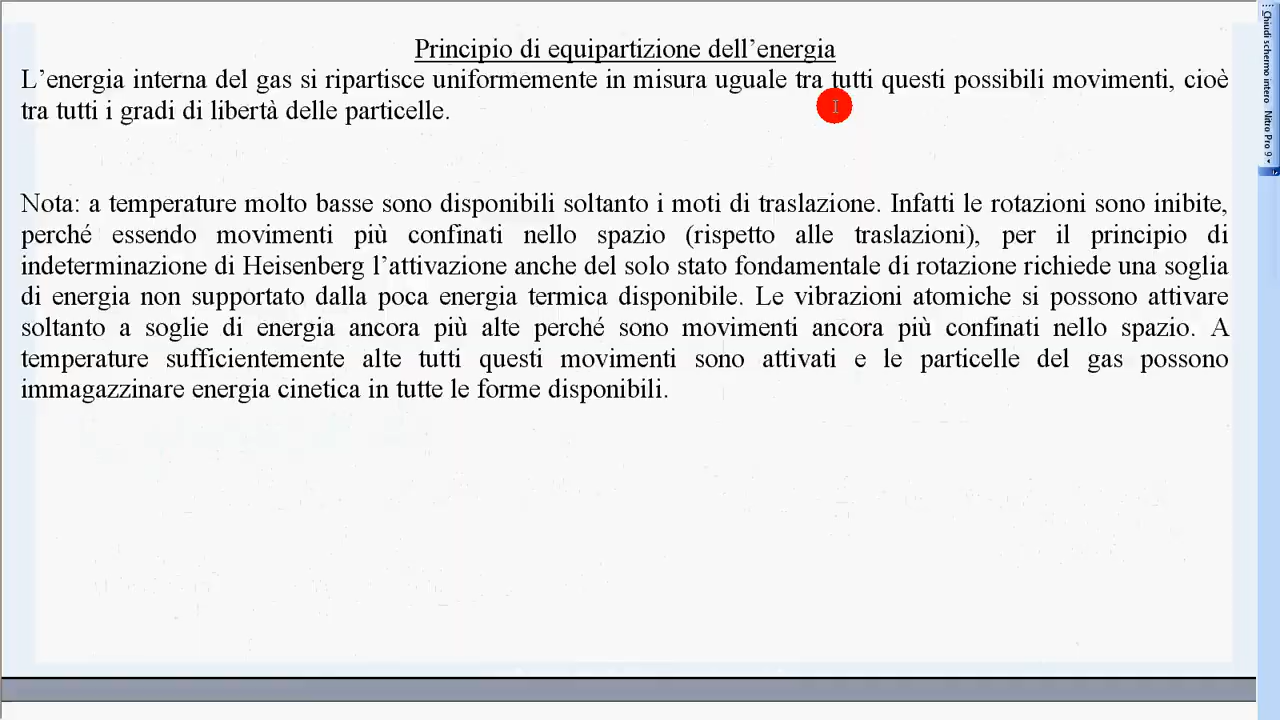 Principio di equipartizione dell’energia
L’energia interna del gas si ripartisce uniformemente in misura uguale tra tutti questi possibili movimenti, cioè
tra tutti i gradi di libertà delle particelle.
Nota: a temperature molto basse sono disponibili soltanto i moti di traslazione. Infatti le rotazioni sono inibite,
perché essendo movimenti più confinati nello spazio (rispetto alle traslazioni), per il principio di
indeterminazione di Heisenberg l’attivazione anche del solo stato fondamentale di rotazione richiede una soglia
di energia non supportato dalla poca energia termica disponibile. Le vibrazioni atomiche si possono attivare
soltanto a soglie di energia ancora più alte perché sono movimenti ancora più confinati nello spazio. A
temperature sufficientemente alte tutti questi movimenti sono attivati e le particelle del gas possono
immagazzinare energia cinetica in tutte le forme disponibili.
Chiudi schermo intero
Nitro Pro 9